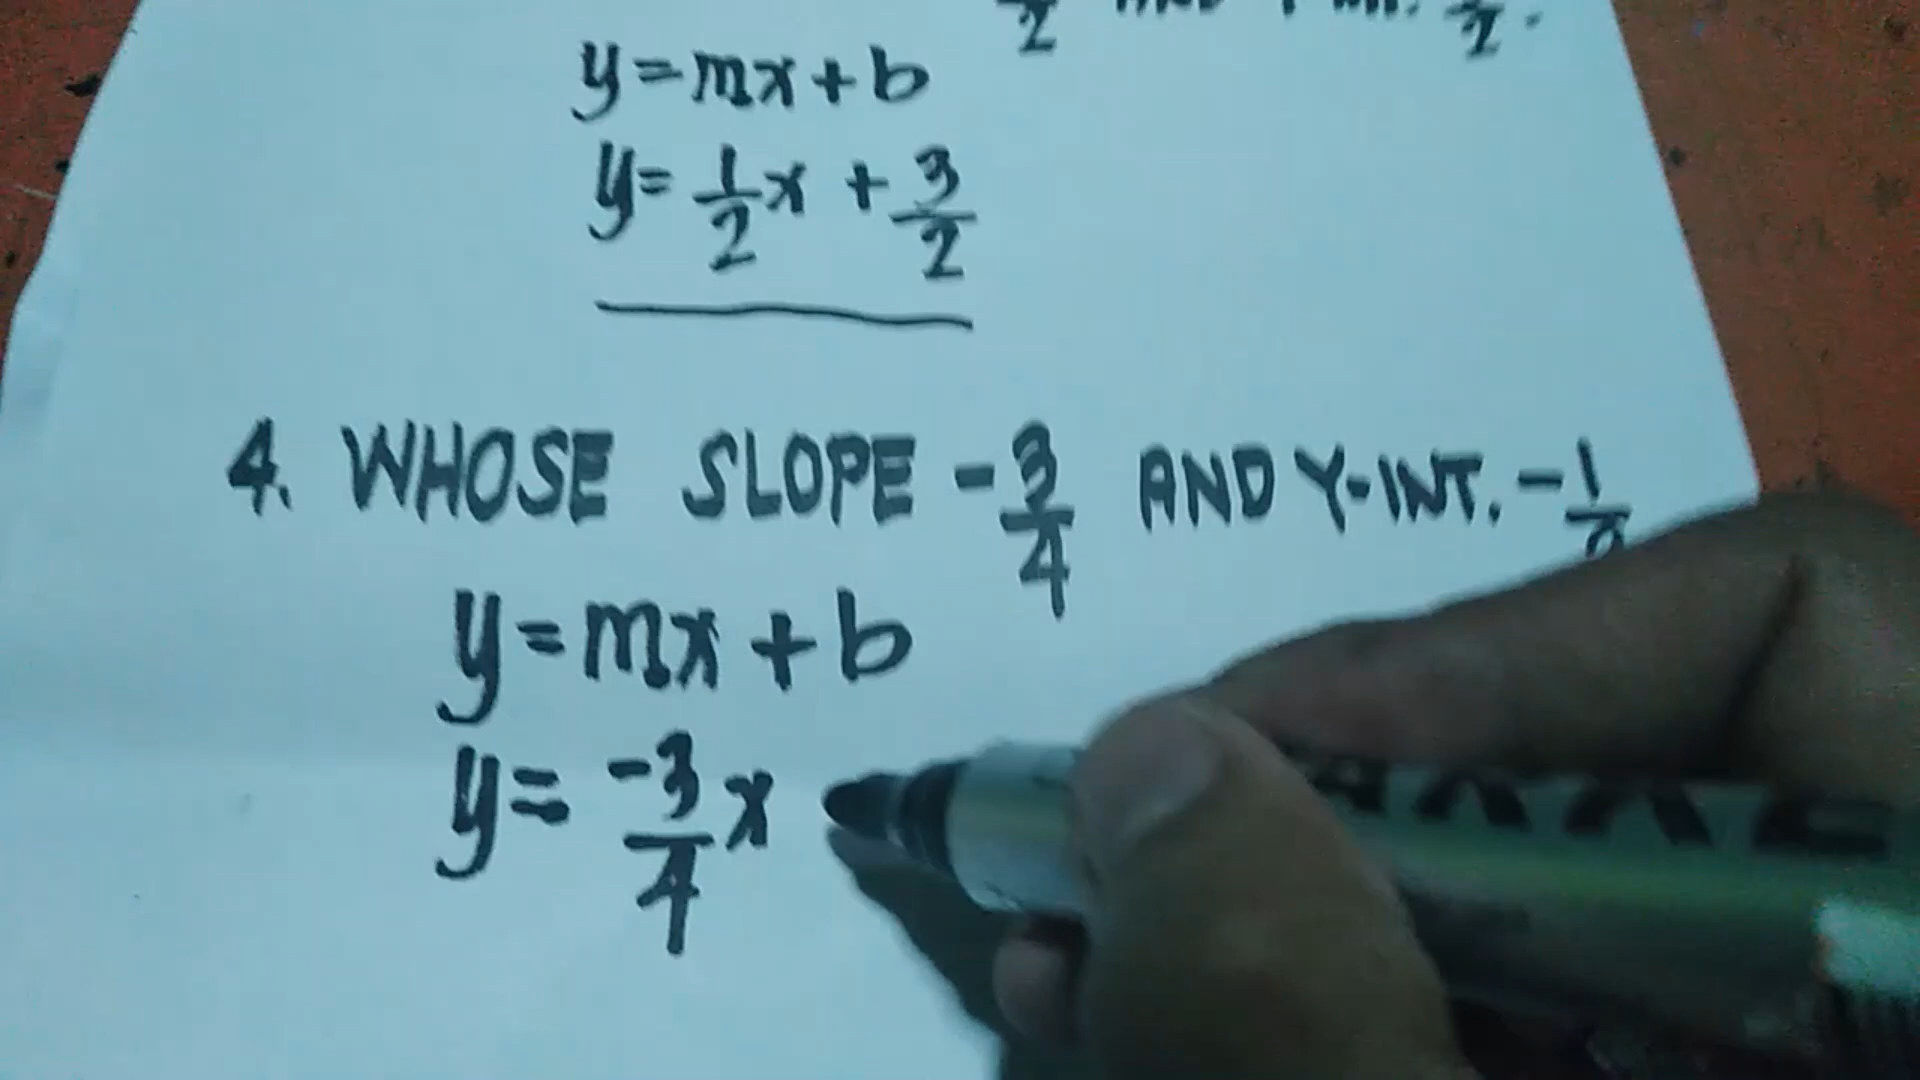 y=mx+b
y=1/2x+3/2
4. WHOSE SLOPE -3/4 AND Y-INT. -1/
y=mx+b
y=-3/4x